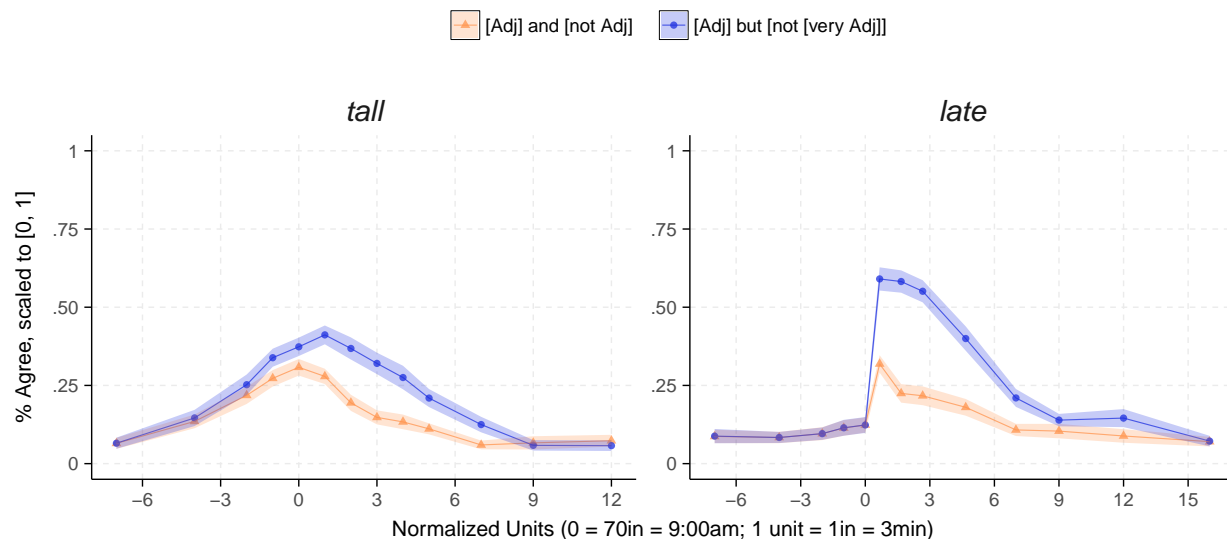 [Adj] and [not Adj] [Adj] but [not [very Adj]]
tall
late
% Agree, scaled to [0, 1]
1
.75
.50
.25
0
−6 −3 0 3 6 9 12
1
.75
.50
.25
0
−6 −3 0 3 6 9 12 15
Normalized Units (0 = 70in = 9:00am; 1 unit = 1in = 3min)